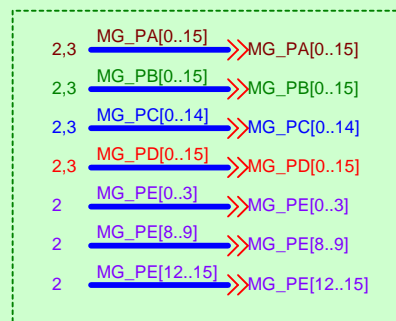 2,3 MG_PA[0..15] MG_PA[0..15]
2,3 MG_PB[0..15] MG_PB[0..15]
2,3 MG_PC[0..14] MG_PC[0..14]
2,3 MG_PD[0..15] MG_PD[0..15]
2 MG_PE[0..3] MG_PE[0..3]
2 MG_PE[8..9] MG_PE[8..9]
2 MG_PE[12..15] MG_PE[12..15]